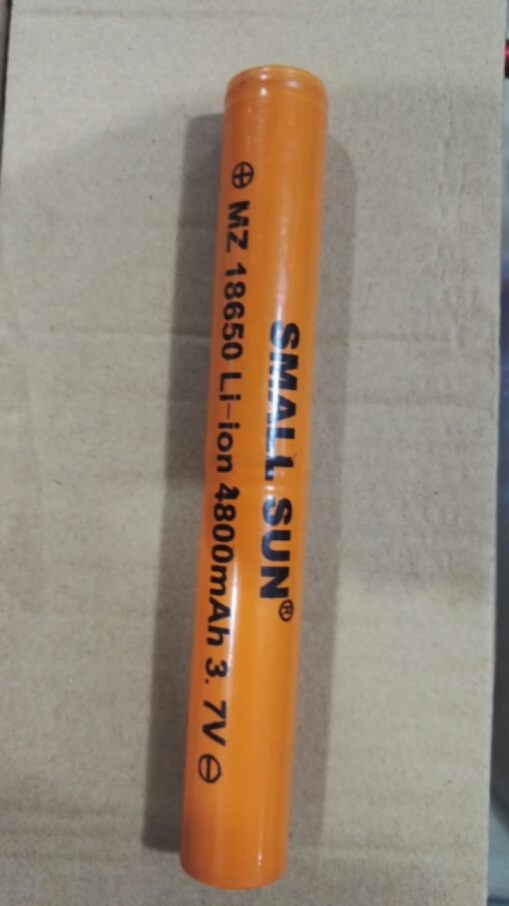 SMALL SUN®
⊕ MZ 18650 Li-ion 4800mAh 3.7V ⊖